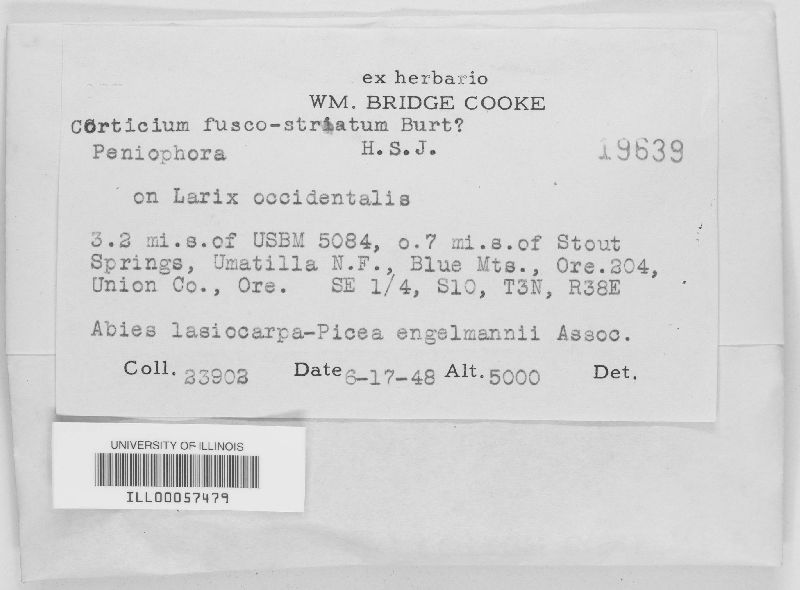 ex herbario
WM. BRIDGE COOKE
Corticium fusco-striatum Burt?
Peniophora H. S. J. 19639
on Larix occidentalis
3.2 mi.s.of USBM 5084, o.7 mi.s.of Stout
Springs, Umatilla N.F., Blue Mts., Ore.204,
Union Co., Ore. SE 1/4, S10, T3N, R38E
Abies lasiocarpa-Picea engelmannii Assoc.
Coll. 23902 Date 6-17-48 Alt. 5000 Det.
UNIVERSITY OF ILLINOIS
ILL00057479